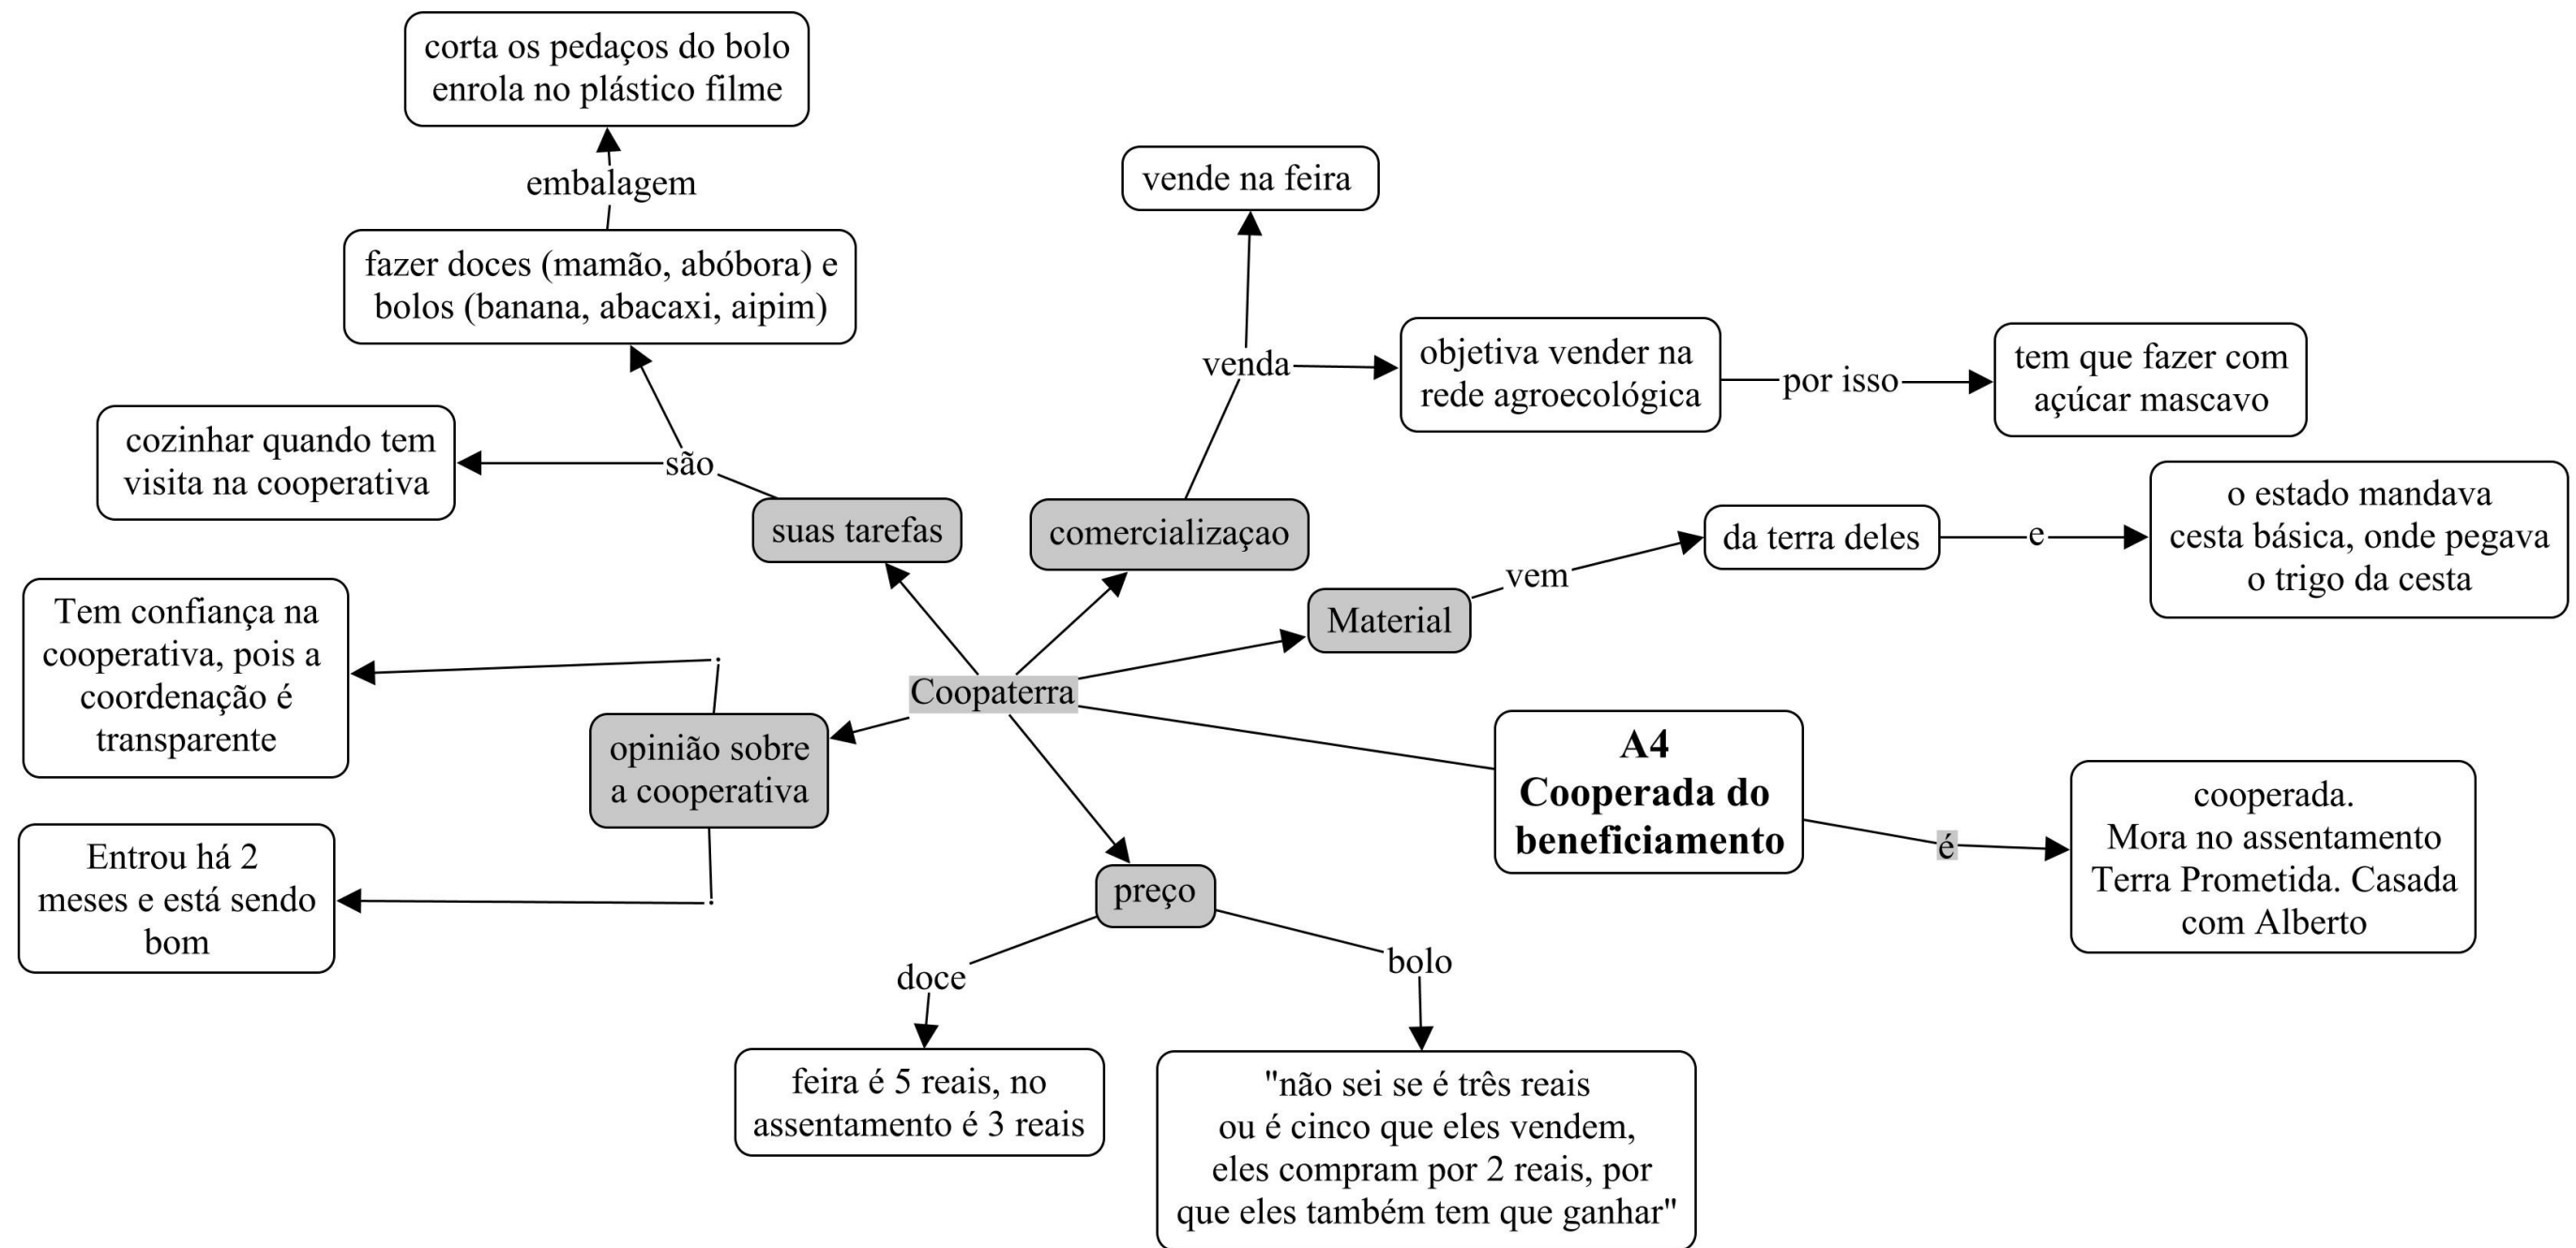 corta os pedaços do bolo
enrola no plástico filme
embalagem
fazer doces (mamão, abóbora) e
bolos (banana, abacaxi, aipim)
cozinhar quando tem
visita na cooperativa
são
suas tarefas
vende na feira
venda
objetiva vender na
rede agroecológica
por isso
tem que fazer com
açúcar mascavo
comercializaçao
Material
vem
da terra deles
e
o estado mandava
cesta básica, onde pegava
o trigo da cesta
Coopaterra
Tem confiança na
cooperativa, pois a
coordenação é
transparente
.
opinião sobre
a cooperativa
.
Entrou há 2
meses e está sendo
bom
A4
Cooperada do
beneficiamento
é
cooperada.
Mora no assentamento
Terra Prometida. Casada
com Alberto
preço
doce
feira é 5 reais, no
assentamento é 3 reais
bolo
"não sei se é três reais
ou é cinco que eles vendem,
eles compram por 2 reais, por
que eles também tem que ganhar"